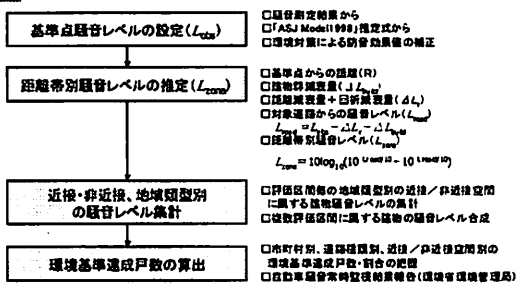 基準点騒音レベルの設定(Lobs)
□騒音測定結果から
□「ASJ Model1998」推定式から
□環境対策による防音効果値の補正
距離帯別騒音レベルの推定(Lzone)
□基準点からの距離(R)
□建物群減衰量(⊿Lbuild)
□距離減衰量+回折減衰量(⊿Lr)
□対象道路からの騒音レベル(Lroad)
Lroad=Lobs-⊿Lr-⊿Lbuild
□距離帯別騒音レベル(Lzone)
Lzone=10log10
近接・非近接、地域類型別
の騒音レベル集計
□評価区間毎の地域類型別の近接/非近接空間
に属する建物騒音レベルの集計
□複数評価区間に属する建物の騒音レベル合成
環境基準達成戸数の算出
□市町村別、道路種類別、近接/非近接空間別の
環境基準達成戸数・割合の把握
□自動車騒音常時監視結果報告(環境省環境管理局)